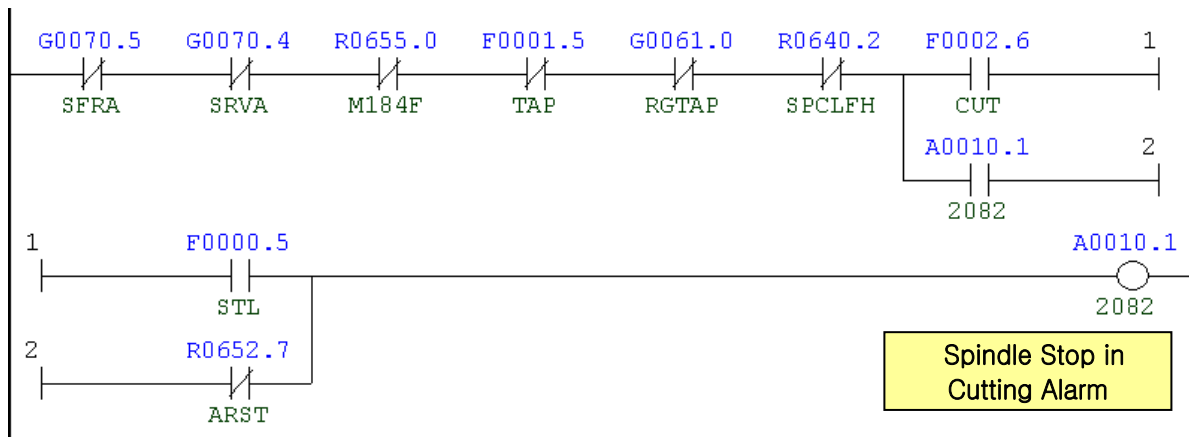 G0070.5 G0070.4 R0655.0 F0001.5 G0061.0 R0640.2 F0002.6 1
SFRA SRVA M184F TAP RGTAP SPCLFH CUT
A0010.1 2
2082
1 F0000.5 A0010.1
STL 2082
2 R0652.7
ARST
Spindle Stop in
Cutting Alarm